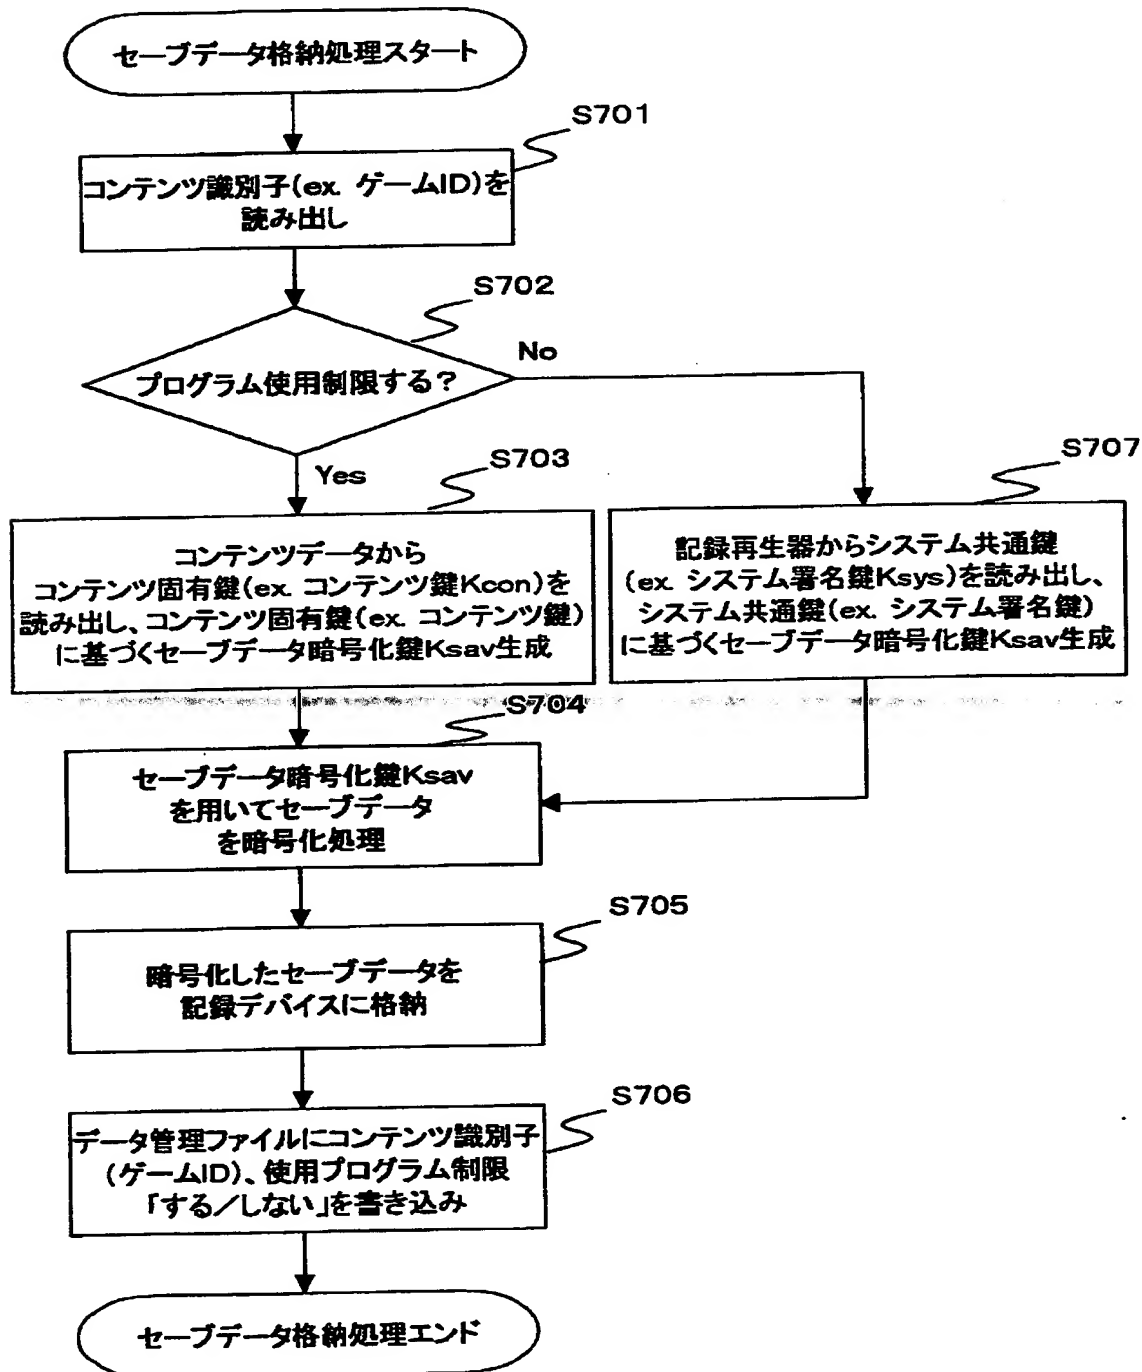 セーブデータ格納処理スタート
S701
コンテンツ識別子(ex. ゲームID)を
読み出し
S702
プログラム使用制限する?
No
Yes
S703
コンテンツデータから
コンテンツ固有鍵(ex. コンテンツ鍵Kcon)を
読み出し、コンテンツ固有鍵(ex. コンテンツ鍵)
に基づくセーブデータ暗号化鍵Ksav生成
S707
記録再生器からシステム共通鍵
(ex. システム署名鍵Ksys)を読み出し、
システム共通鍵(ex. システム署名鍵)
に基づくセーブデータ暗号化鍵Ksav生成
S704
セーブデータ暗号化鍵Ksav
を用いてセーブデータ
を暗号化処理
S705
暗号化したセーブデータを
記録デバイスに格納
S706
データ管理ファイルにコンテンツ識別子
(ゲームID)、使用プログラム制限
「する/しない」を書き込み
セーブデータ格納処理エンド